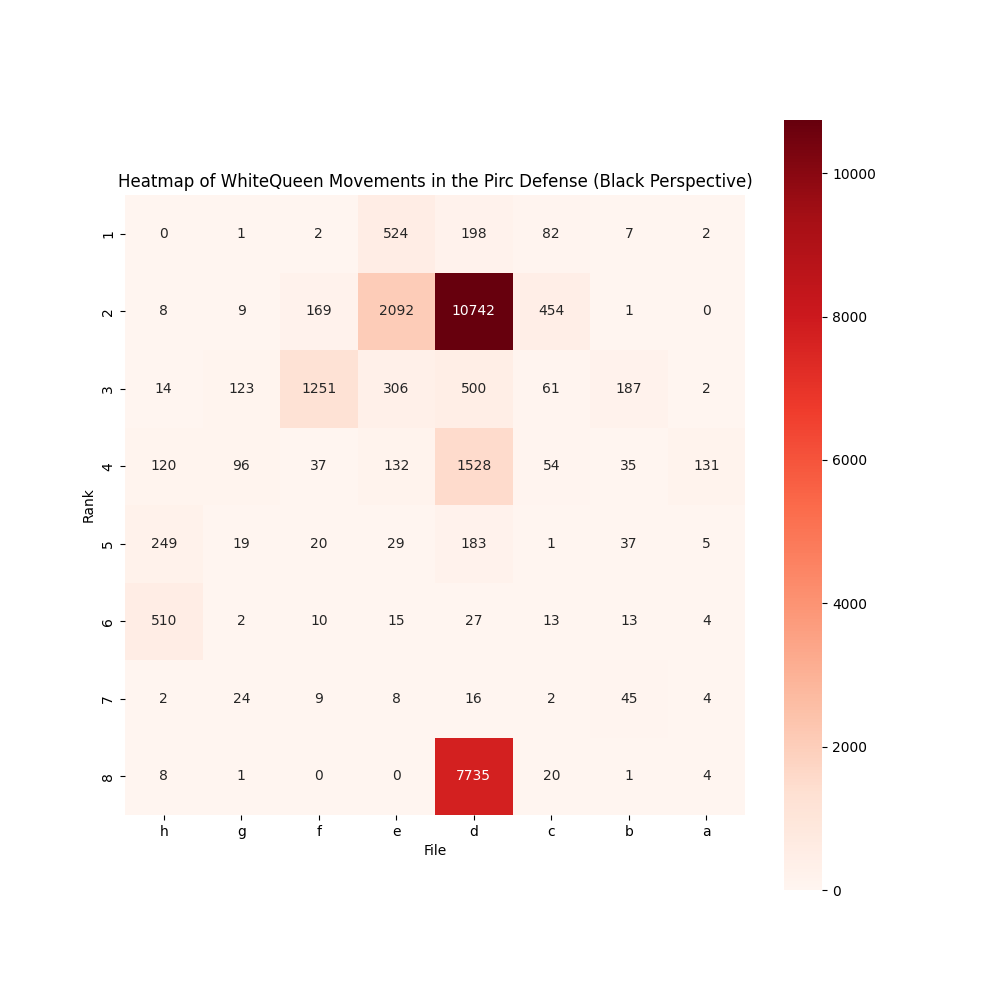 Heatmap of WhiteQueen Movements in the Pirc Defense (Black Perspective)
10000
8000
6000
4000
2000
0
Rank
1 0 1 2 524 198 82 7 2
2 8 9 169 2092 10742 454 1 0
3 14 123 1251 306 500 61 187 2
4 120 96 37 132 1528 54 35 131
5 249 19 20 29 183 1 37 5
6 510 2 10 15 27 13 13 4
7 2 24 9 8 16 2 45 4
8 8 1 0 0 7735 20 1 4
h g f e d c b a
File